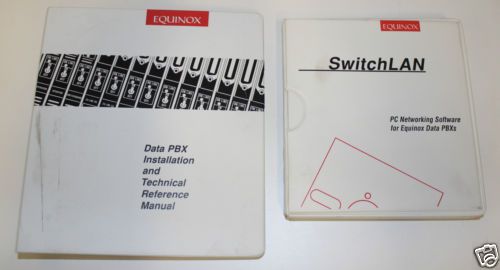 EQUINOX
Data PBX
Installation
and
Technical
Reference
Manual
EQUINOX
SwitchLAN
PC Networking Software
for Equinox Data PBXs